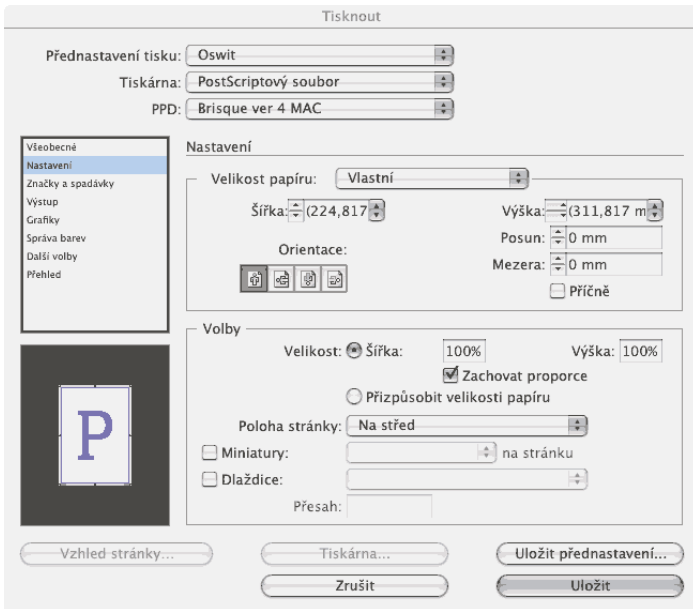 Tisknout
Přednastavení tisku: Oswit
Tiskárna: PostScriptový soubor
PPD: Brisque ver 4 MAC
Všeobecné
Nastavení
Značky a spadávky
Výstup
Grafiky
Správa barev
Další volby
Přehled
Nastavení
Velikost papíru: Vlastní
Šířka: (224,817 Výška: (311,817 m
Posun: 0 mm
Orientace:
Mezera: 0 mm
Příčně
Volby
Velikost: Šířka: 100% Výška: 100%
Zachovat proporce
Přizpůsobit velikosti papíru
Poloha stránky: Na střed
Miniatury: na stránku
Dlaždice:
Přesah:
P
Vzhled stránky... Tiskárna... Uložit přednastavení...
Zrušit Uložit